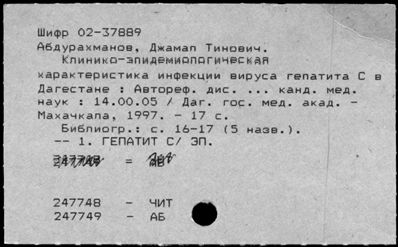 Шифр 02-37889
Абдурахманов, Джамал Тинович.
Клинико-эпидемиологическая
характеристика инфекции вируса гепатита С в
Дагестане : Автореф. дис. ... канд. мед.
наук : 14.00.05 / Даг. гос. мед. акад. -
Махачкала, 1997. - 17 с.
Библиогр.: с. 16-17 (5 назв.).
-- 1. ГЕПАТИТ С/ ЭП.
247748 - ЧИТ
247749 - АБ